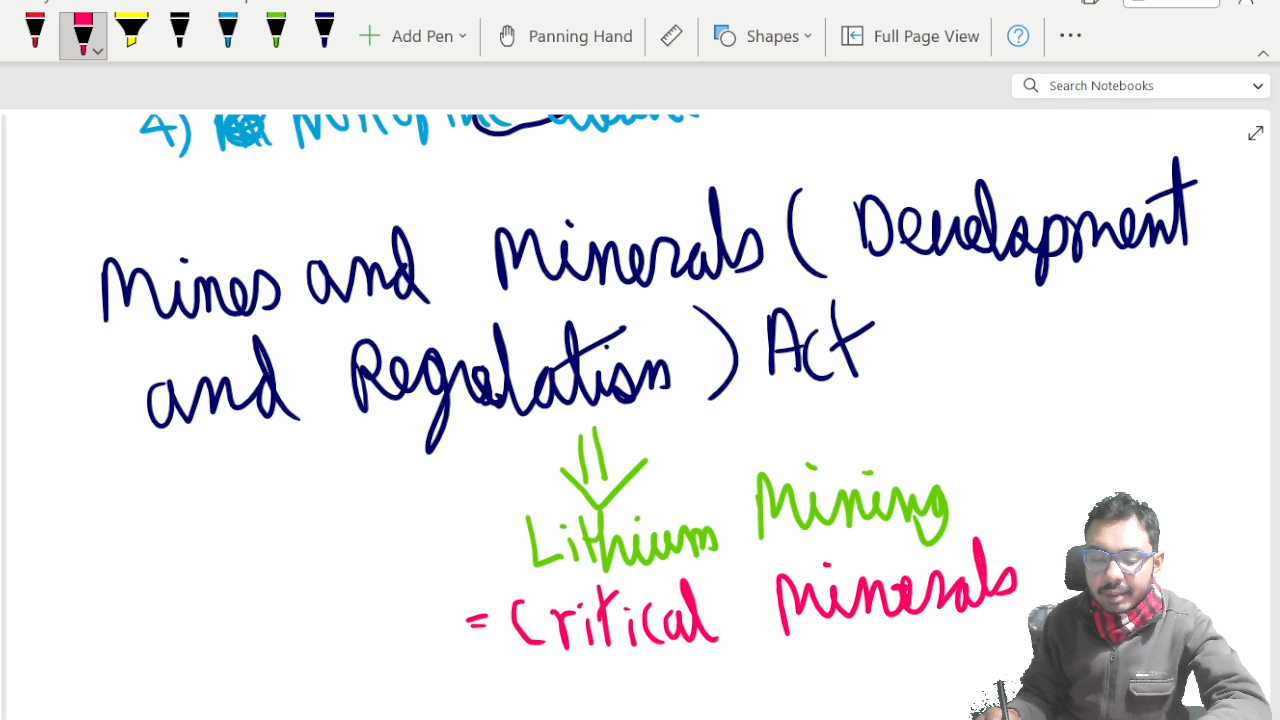 Add Pen
Panning Hand
Shapes
Full Page View
Search Notebooks
4)
Mines and Minerals (Development
and Regulation) Act
Lithium Mining
= Critical Minerals